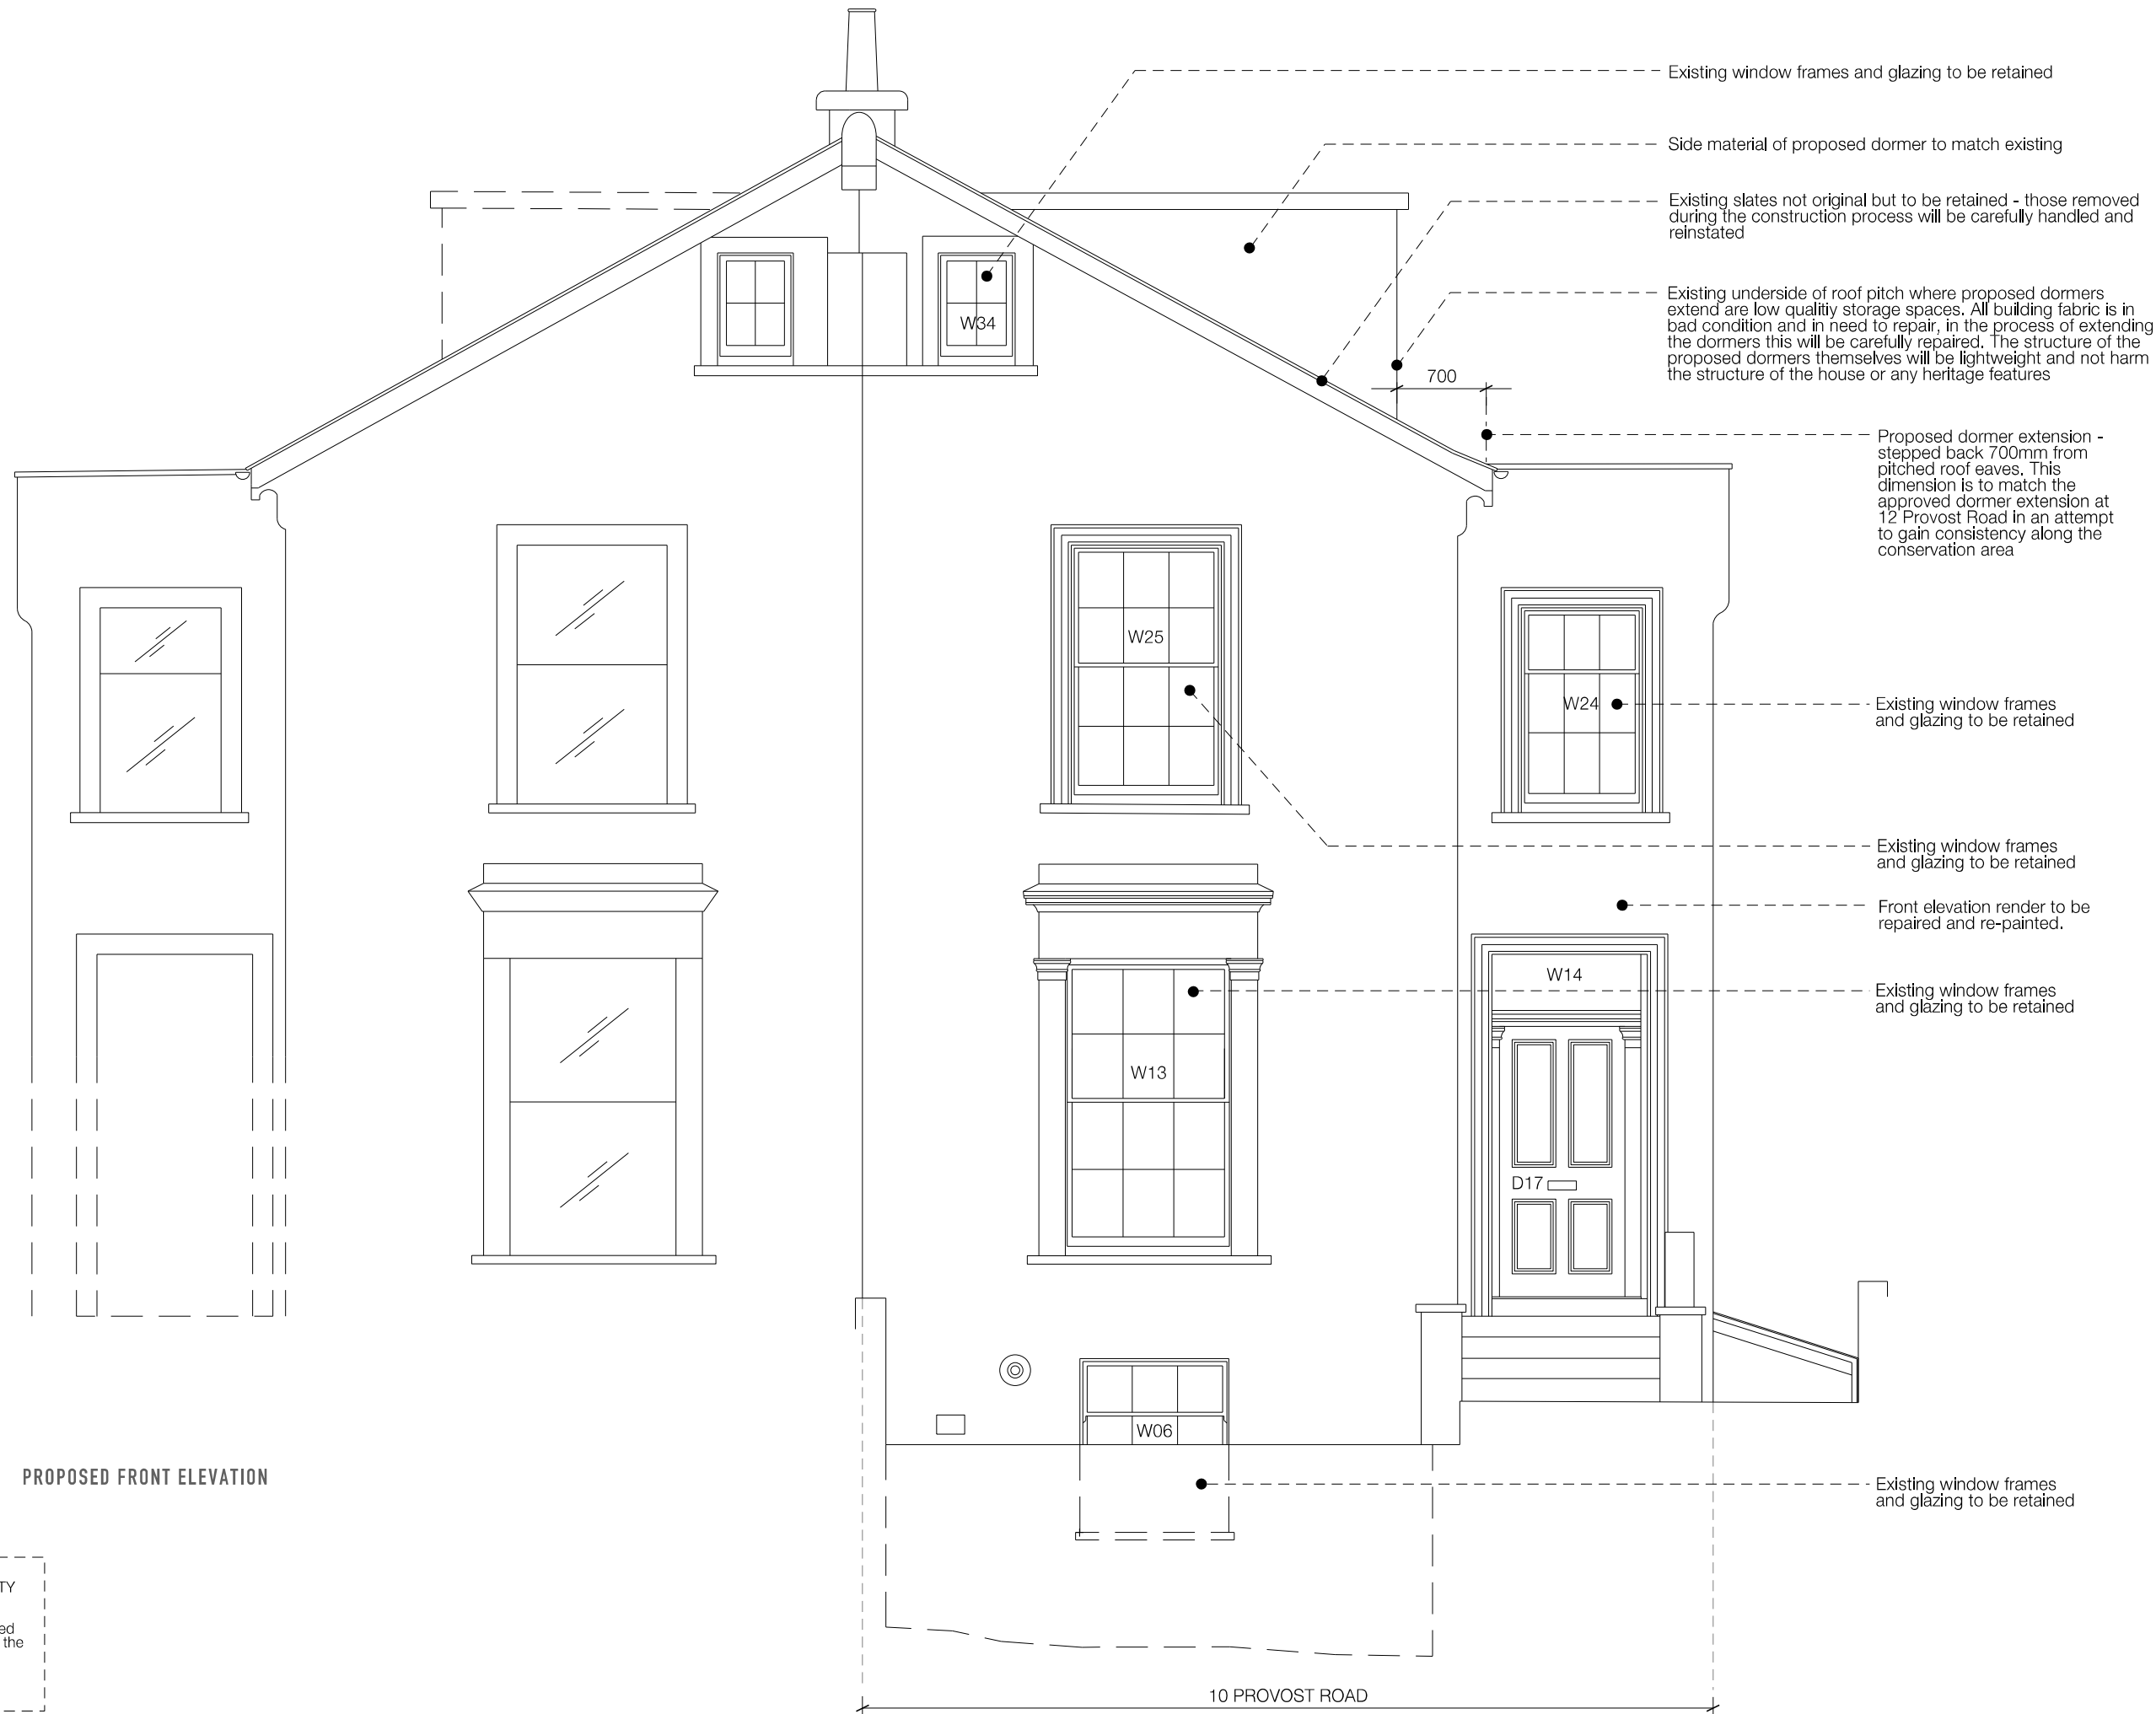 Existing window frames and glazing to be retained
Side material of proposed dormer to match existing
Existing slates not original but to be retained - those removed
during the construction process will be carefully handled and
reinstated
Existing underside of roof pitch where proposed dormers
extend are low qualitiy storage spaces. All building fabric is in
bad condition and in need to repair, in the process of extending
the dormers this will be carefully repaired. The structure of the
proposed dormers themselves will be lightweight and not harm
the structure of the house or any heritage features
W34
700
Proposed dormer extension -
stepped back 700mm from
pitched roof eaves. This
dimension is to match the
approved dormer extension at
12 Provost Road in an attempt
to gain consistency along the
conservation area
W25
W24
Existing window frames
and glazing to be retained
Existing window frames
and glazing to be retained
Front elevation render to be
repaired and re-painted.
W14
Existing window frames
and glazing to be retained
W13
D17
W06
PROPOSED FRONT ELEVATION
Existing window frames
and glazing to be retained
TY
ed
the
10 PROVOST ROAD